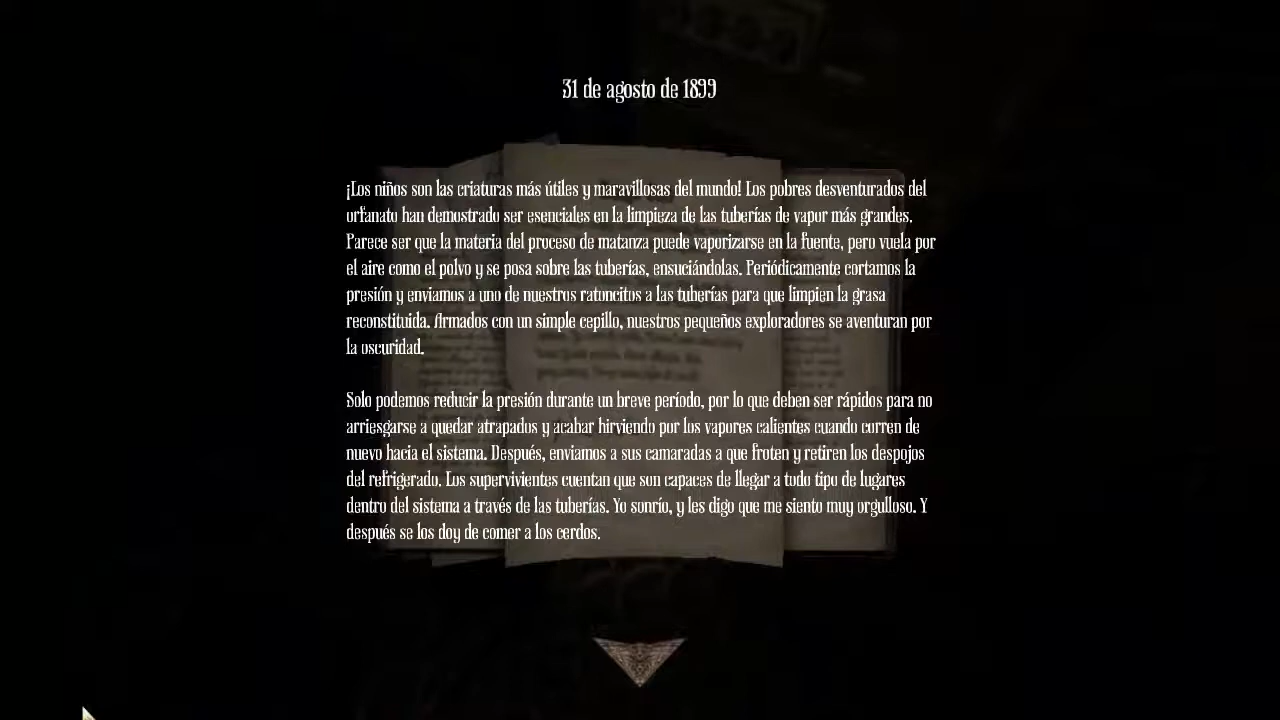 31 de agosto de 1899
¡Los niños son las criaturas más útiles y maravillosas del mundo! Los pobres desventurados del
orfanato han demostrado ser esenciales en la limpieza de las tuberías de vapor más grandes.
Parece ser que la materia del proceso de matanza puede vaporizarse en la fuente, pero vuela por
el aire como el polvo y se posa sobre las tuberías, ensuciándolas. Periódicamente cortamos la
presión y enviamos a uno de nuestros ratoncitos a las tuberías para que limpien la grasa
reconstituida. Armados con un simple cepillo, nuestros pequeños exploradores se aventuran por
la oscuridad.
Solo podemos reducir la presión durante un breve período, por lo que deben ser rápidos para no
arriesgarse a quedar atrapados y acabar hirviendo por los vapores calientes cuando corren de
nuevo hacia el sistema. Después, enviamos a sus camaradas a que froten y retiren los despojos
del refrigerado. Los supervivientes cuentan que son capaces de llegar a todo tipo de lugares
dentro del sistema a través de las tuberías. Yo sonrío, y les digo que me siento muy orgulloso. Y
después se los doy de comer a los cerdos.